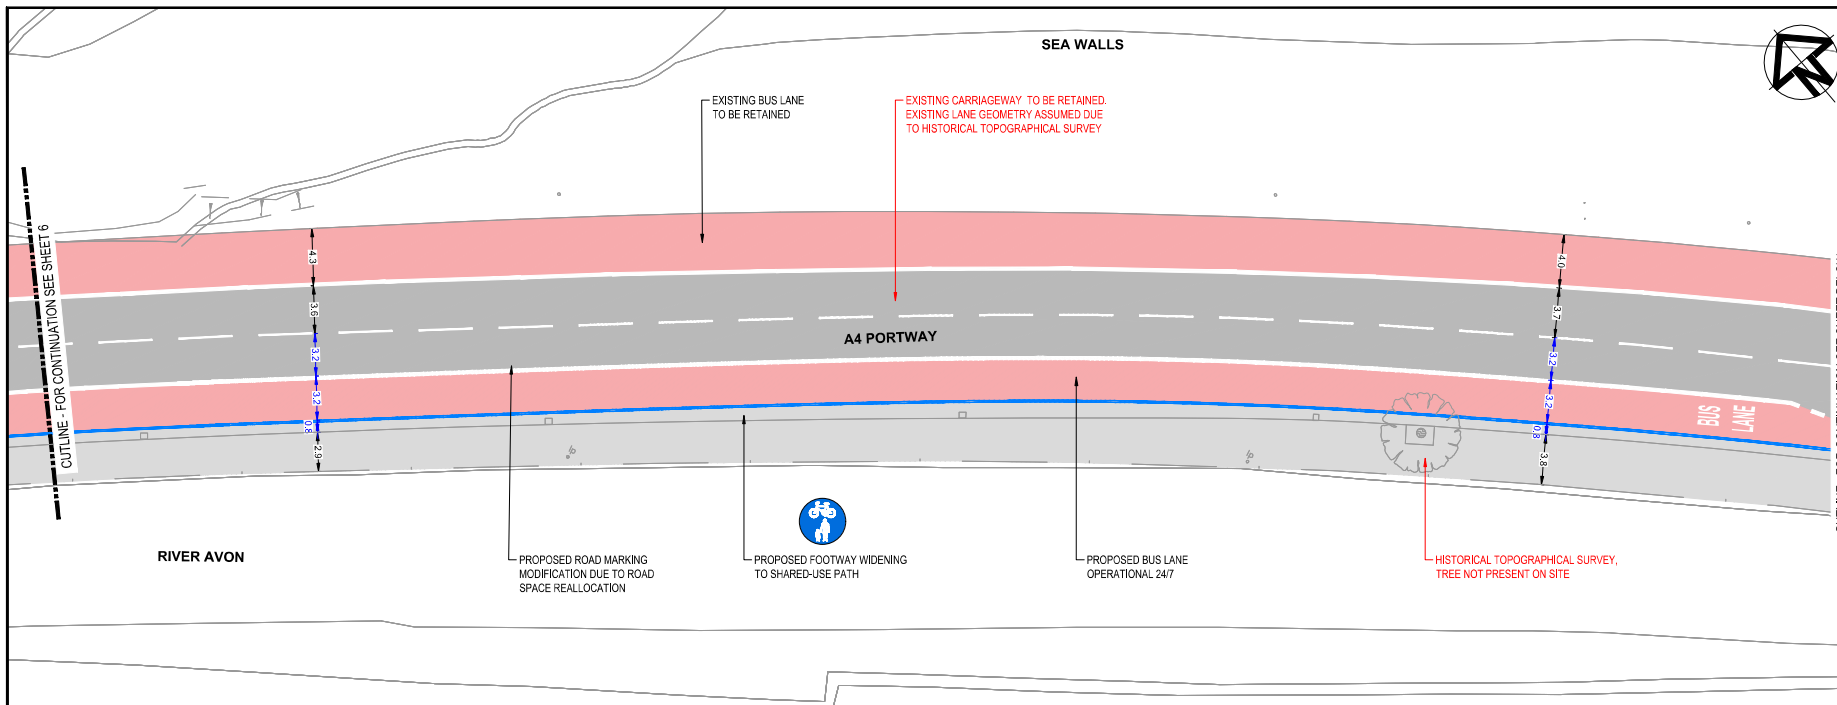 SEA WALLS
EXISTING BUS LANE
TO BE RETAINED
EXISTING CARRIAGEWAY TO BE RETAINED.
EXISTING LANE GEOMETRY ASSUMED DUE
TO HISTORICAL TOPOGRAPHICAL SURVEY
CUTLINE - FOR CONTINUATION SEE SHEET 6
4.3
3.6
3.2
3.2
0.8
2.9
A4 PORTWAY
4.0
3.7
3.2
3.2
0.8
3.8
BUS
LANE
RIVER AVON
PROPOSED ROAD MARKING
MODIFICATION DUE TO ROAD
SPACE REALLOCATION
PROPOSED FOOTWAY WIDENING
TO SHARED-USE PATH
PROPOSED BUS LANE
OPERATIONAL 24/7
HISTORICAL TOPOGRAPHICAL SURVEY,
TREE NOT PRESENT ON SITE